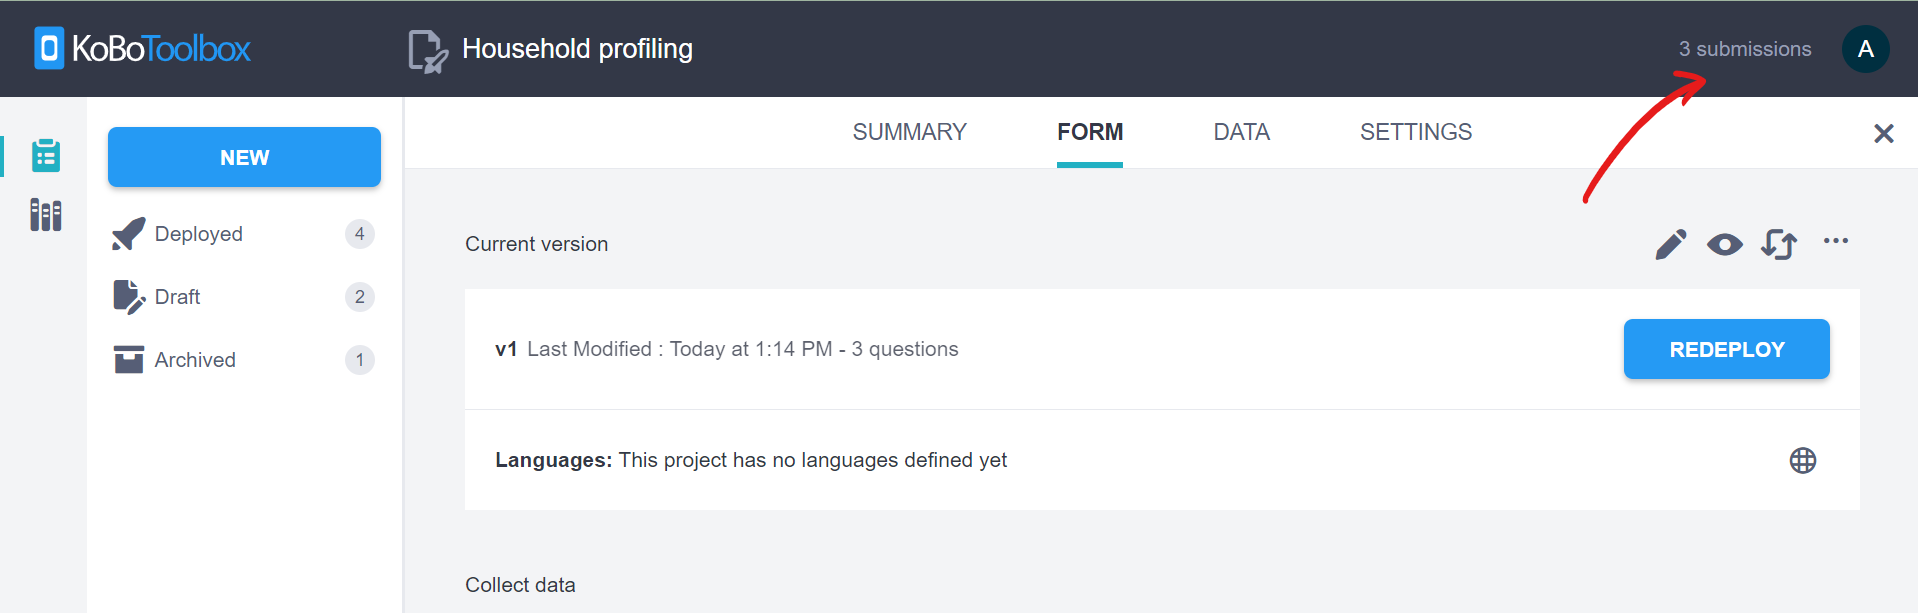 KoBoToolbox
Household profiling
3 submissions
A
SUMMARY
FORM
DATA
SETTINGS
NEW
Deployed
4
Draft
2
Archived
1
Current version
v1 Last Modified : Today at 1:14 PM - 3 questions
REDEPLOY
Languages: This project has no languages defined yet
Collect data